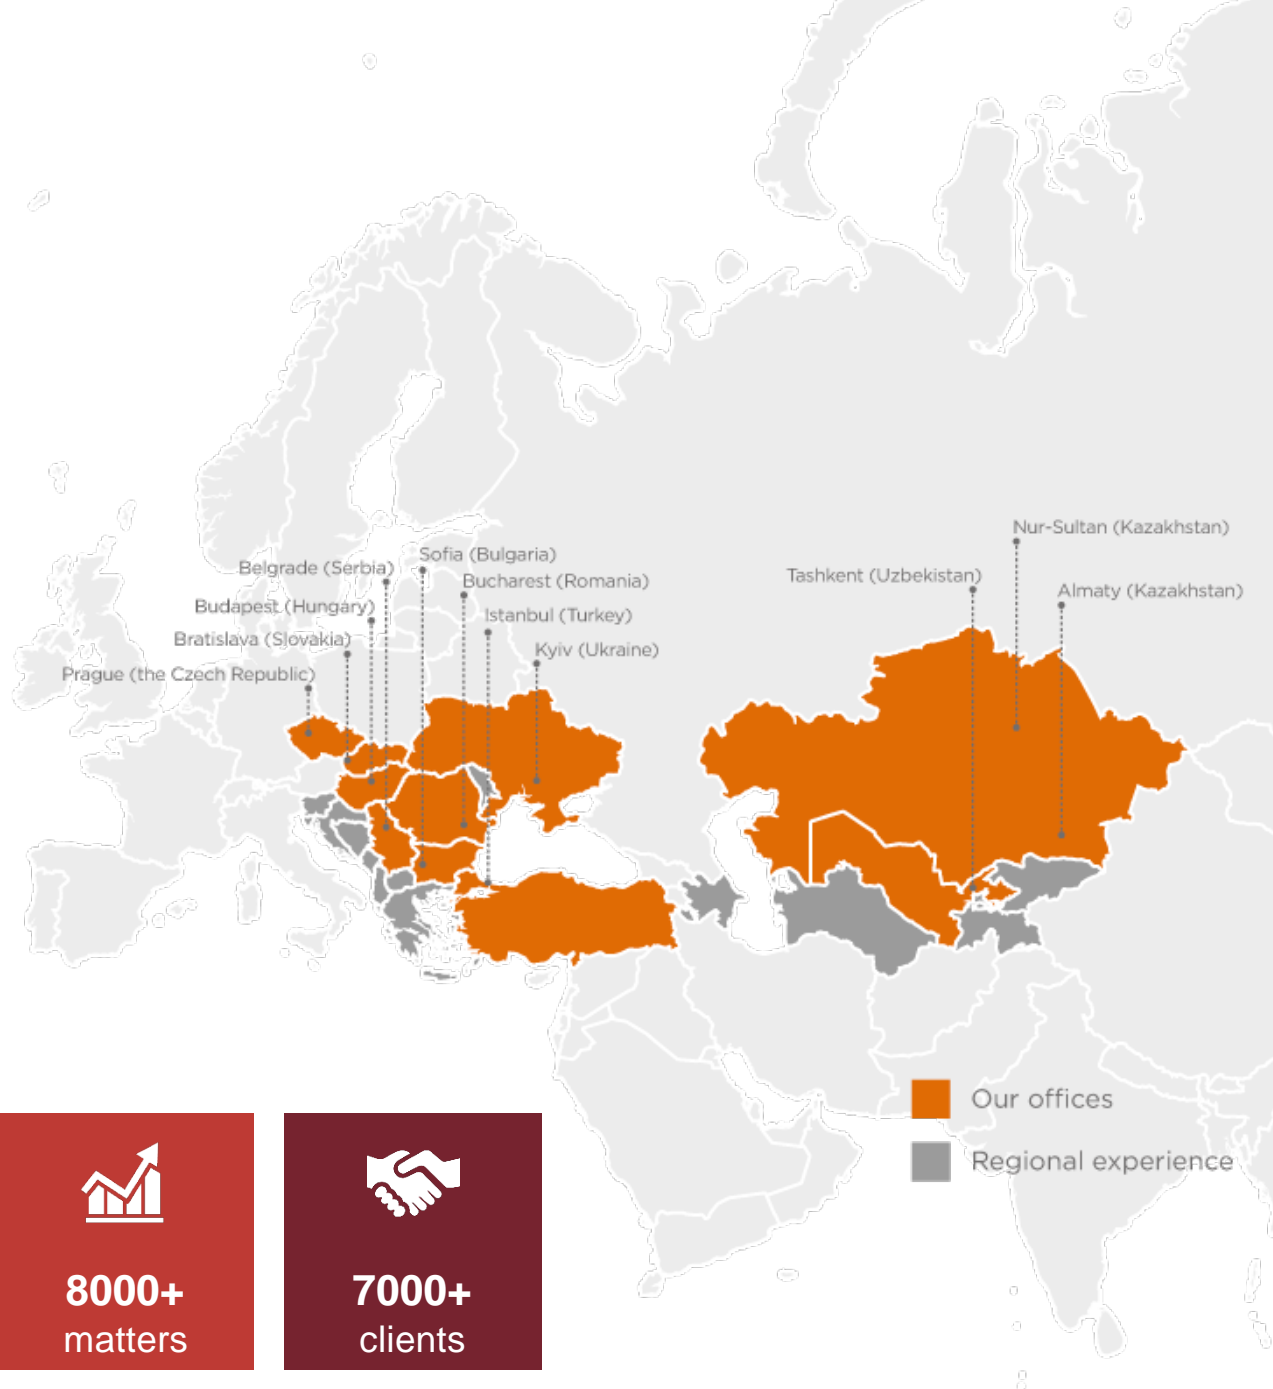 Nur-Sultan (Kazakhstan)
Sofia (Bulgaria)
Belgrade (Serbia)
Tashkent (Uzbekistan)
Bucharest (Romania)
Almaty (Kazakhstan)
Budapest (Hungary)
Istanbul (Turkey)
Bratislava (Slovakia)
Kyiv (Ukraine)
Prague (the Czech Republic)
Our offices
Regional experience
8000+
matters
7000+
clients